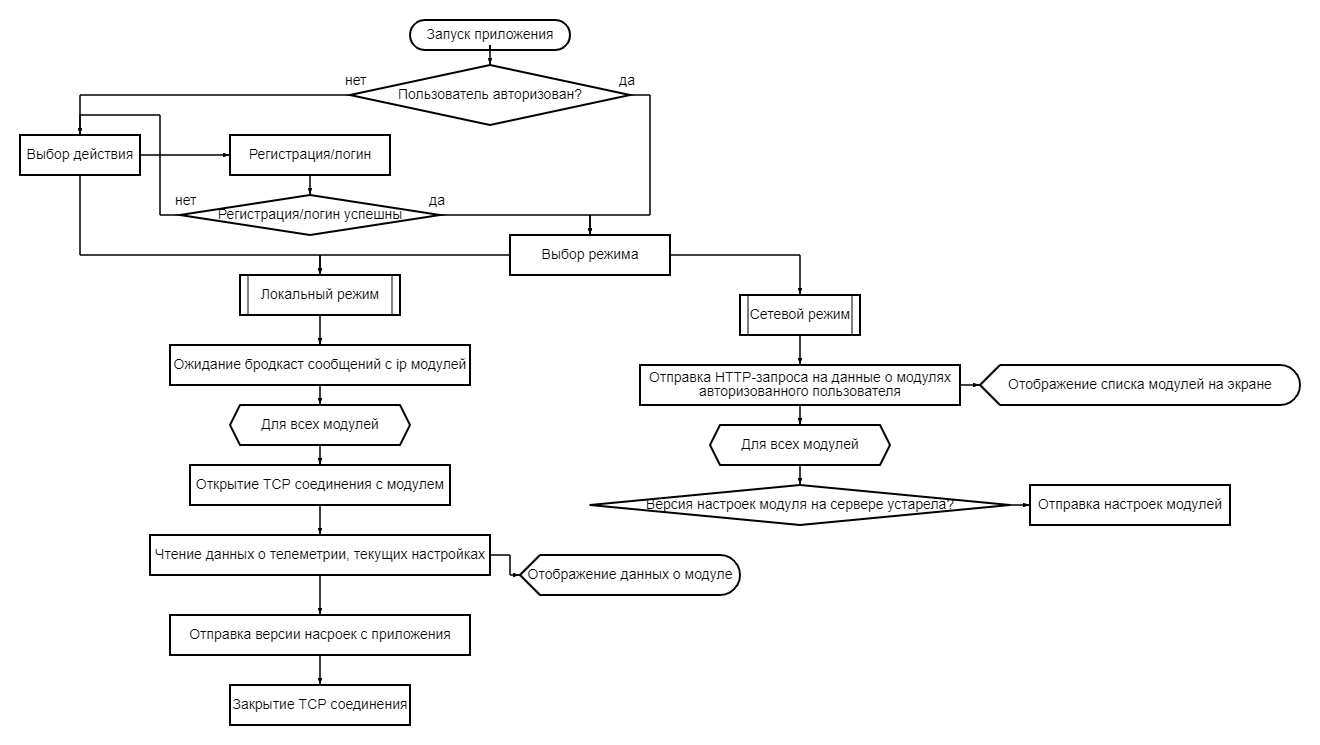 Запуск приложения
нет
да
Пользователь авторизован?
Выбор действия
Регистрация/логин
нет
да
Регистрация/логин успешны
Выбор режима
Локальный режим
Сетевой режим
Ожидание бродкаст сообщений с ip модулей
Отправка HTTP-запроса на данные о модулях
авторизованного пользователя
Отображение списка модулей на экране
Для всех модулей
Для всех модулей
Открытие TCP соединения с модулем
Версия настроек модуля на сервере устарела?
Отправка настроек модулей
Чтение данных о телеметрии, текущих настройках
Отображение данных о модуле
Отправка версии насроек с приложения
Закрытие TCP соединения